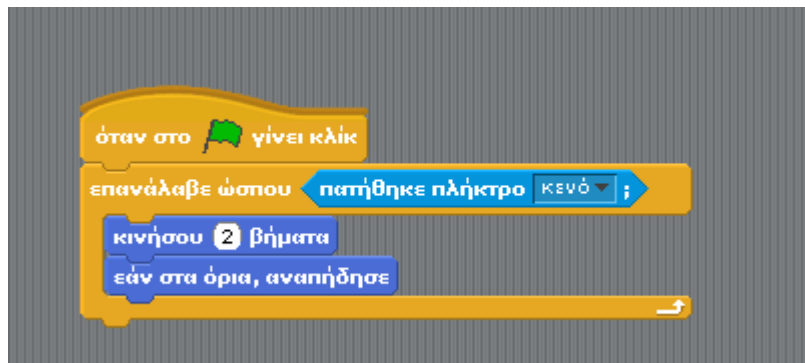 όταν στο γίνει κλίκ
επανάλαβε ώσπου πατήθηκε πλήκτρο κενό ;
κινήσου 2 βήματα
εάν στα όρια, αναπήδησε